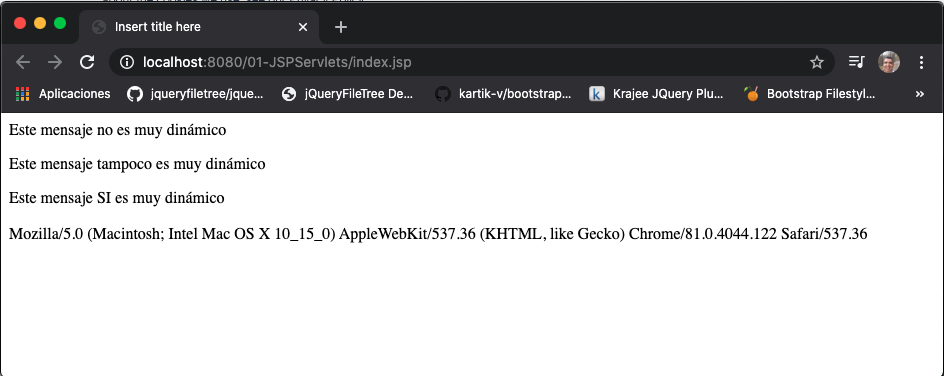 Insert title here
localhost:8080/01-JSPServlets/index.jsp
Aplicaciones jqueryfiletree/jque... jQueryFileTree De... kartik-v/bootstrap... Krajee JQuery Plu... Bootstrap Filestyl... »
Este mensaje no es muy dinámico
Este mensaje tampoco es muy dinámico
Este mensaje SI es muy dinámico
Mozilla/5.0 (Macintosh; Intel Mac OS X 10_15_0) AppleWebKit/537.36 (KHTML, like Gecko) Chrome/81.0.4044.122 Safari/537.36